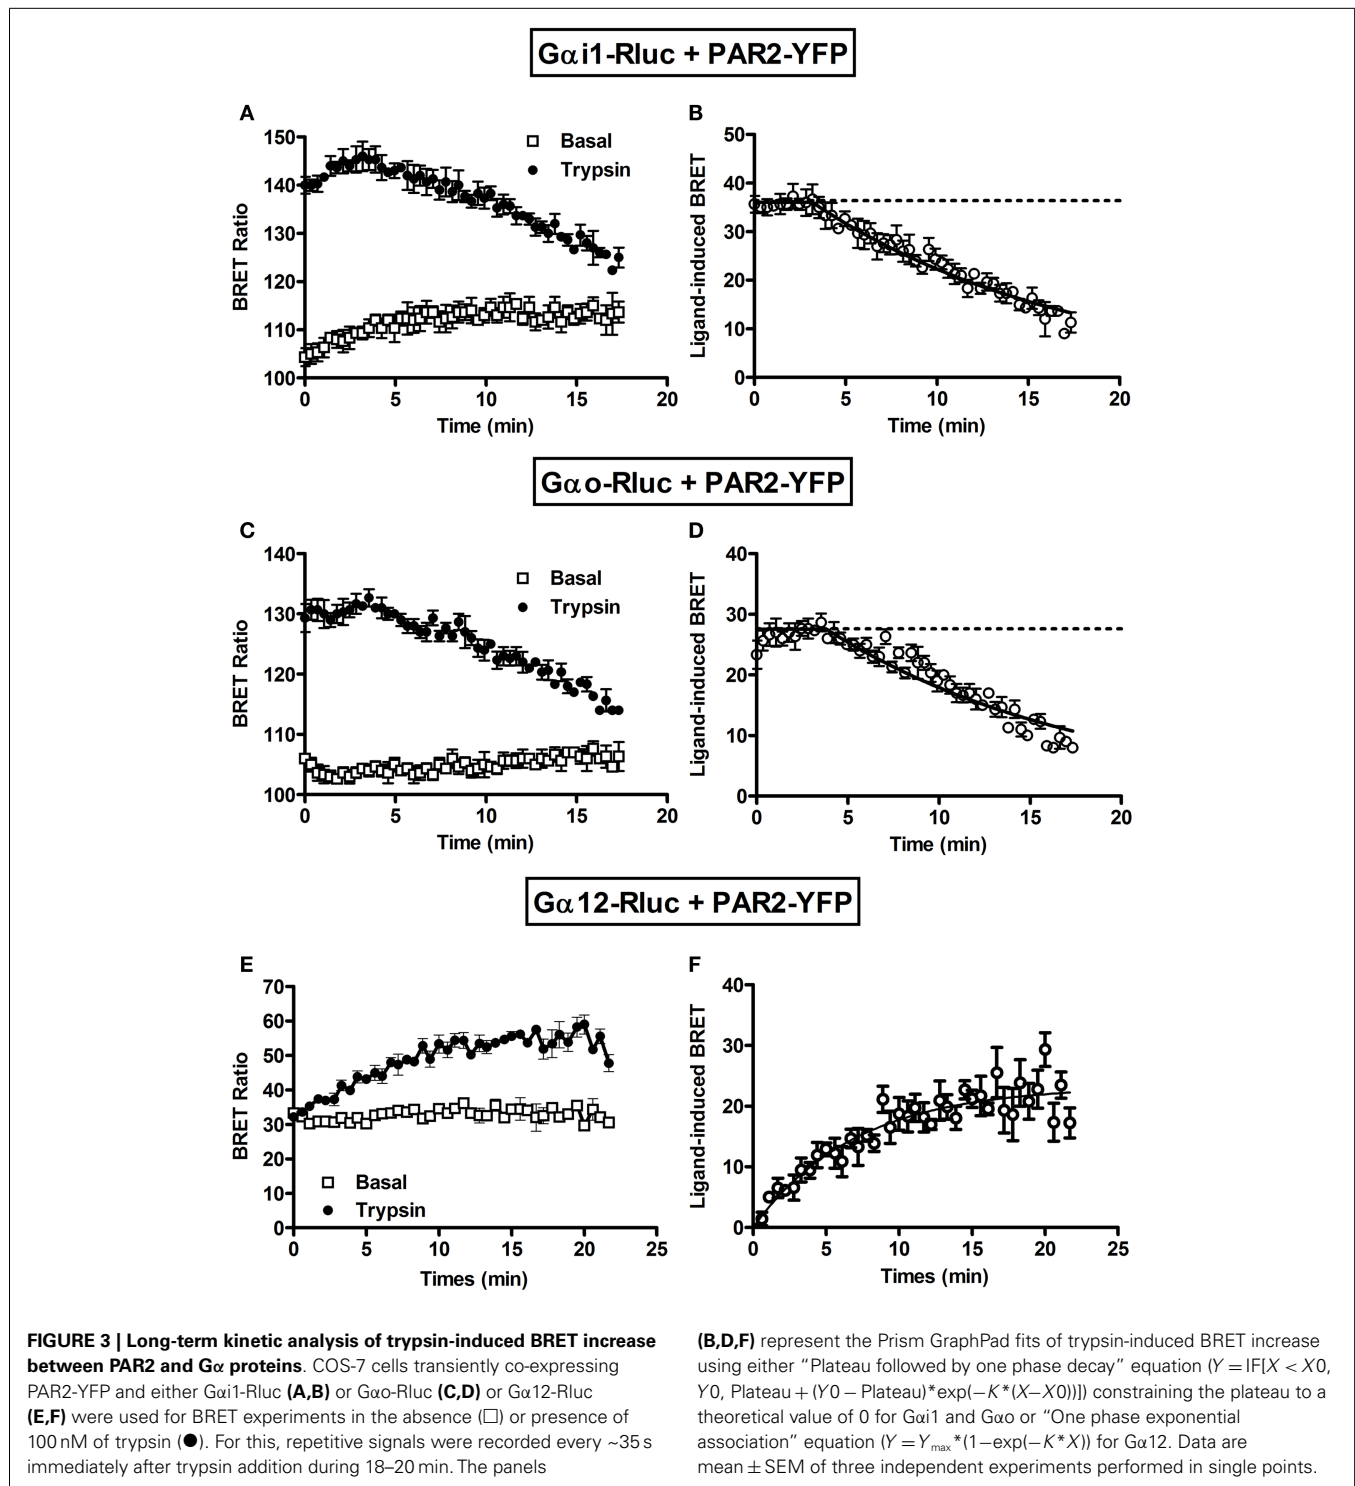 Gαi1-Rluc + PAR2-YFP
A
150
140
130
120
110
100
BRET Ratio
Basal
Trypsin
0 5 10 15 20
Time (min)
B
50
40
30
20
10
0
Ligand-induced BRET
0 5 10 15 20
Time (min)
Gαo-Rluc + PAR2-YFP
C
140
130
120
110
100
BRET Ratio
Basal
Trypsin
0 5 10 15 20
Time (min)
D
40
30
20
10
0
Ligand-induced BRET
0 5 10 15 20
Time (min)
Gα12-Rluc + PAR2-YFP
E
70
60
50
40
30
30
20
10
0
BRET Ratio
Basal
Trypsin
0 5 10 15 20 25
Times (min)
F
40
30
20
10
0
Ligand-induced BRET
0 5 10 15 20 25
Times (min)
FIGURE 3 | Long-term kinetic analysis of trypsin-induced BRET increase
between PAR2 and Gα proteins. COS-7 cells transiently co-expressing
PAR2-YFP and either Gαi1-Rluc (A,B) or Gαo-Rluc (C,D) or Gα12-Rluc
(E,F) were used for BRET experiments in the absence (□) or presence of
100 nM of trypsin (●). For this, repetitive signals were recorded every ~35 s
immediately after trypsin addition during 18–20 min. The panels
(B,D,F) represent the Prism GraphPad fits of trypsin-induced BRET increase
using either “Plateau followed by one phase decay” equation (Y = IF[X < X0,
Y0, Plateau + (Y0 − Plateau)*exp(−K*(X−X0))]) constraining the plateau to a
theoretical value of 0 for Gαi1 and Gαo or “One phase exponential
association” equation (Y = Ymax*(1−exp(−K*X)) for Gα12. Data are
mean ± SEM of three independent experiments performed in single points.